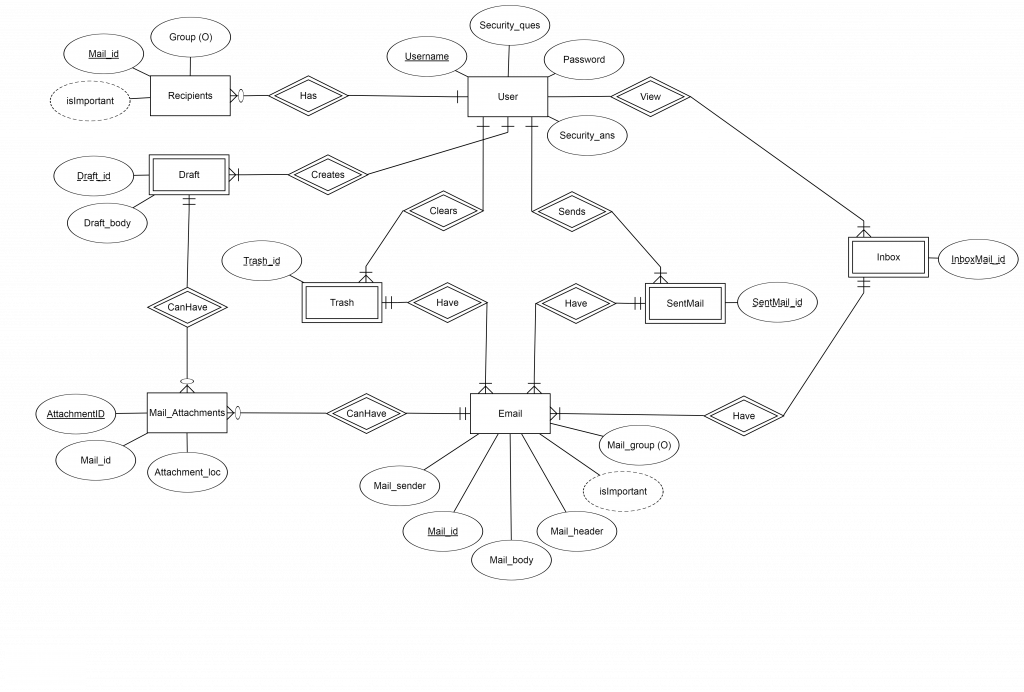 Security_ques
Group (O)
Mail_id
Username
Password
isImportant
Recipients
Has
User
View
Security_ans
Draft_id
Draft
Creates
Draft_body
Clears
Sends
Trash_id
Inbox
InboxMail_id
CanHave
Trash
Have
Have
SentMail
SentMail_id
AttachmentID
Mail_Attachments
CanHave
Email
Have
Mail_id
Attachment_loc
Mail_group (O)
Mail_sender
isImportant
Mail_id
Mail_header
Mail_body